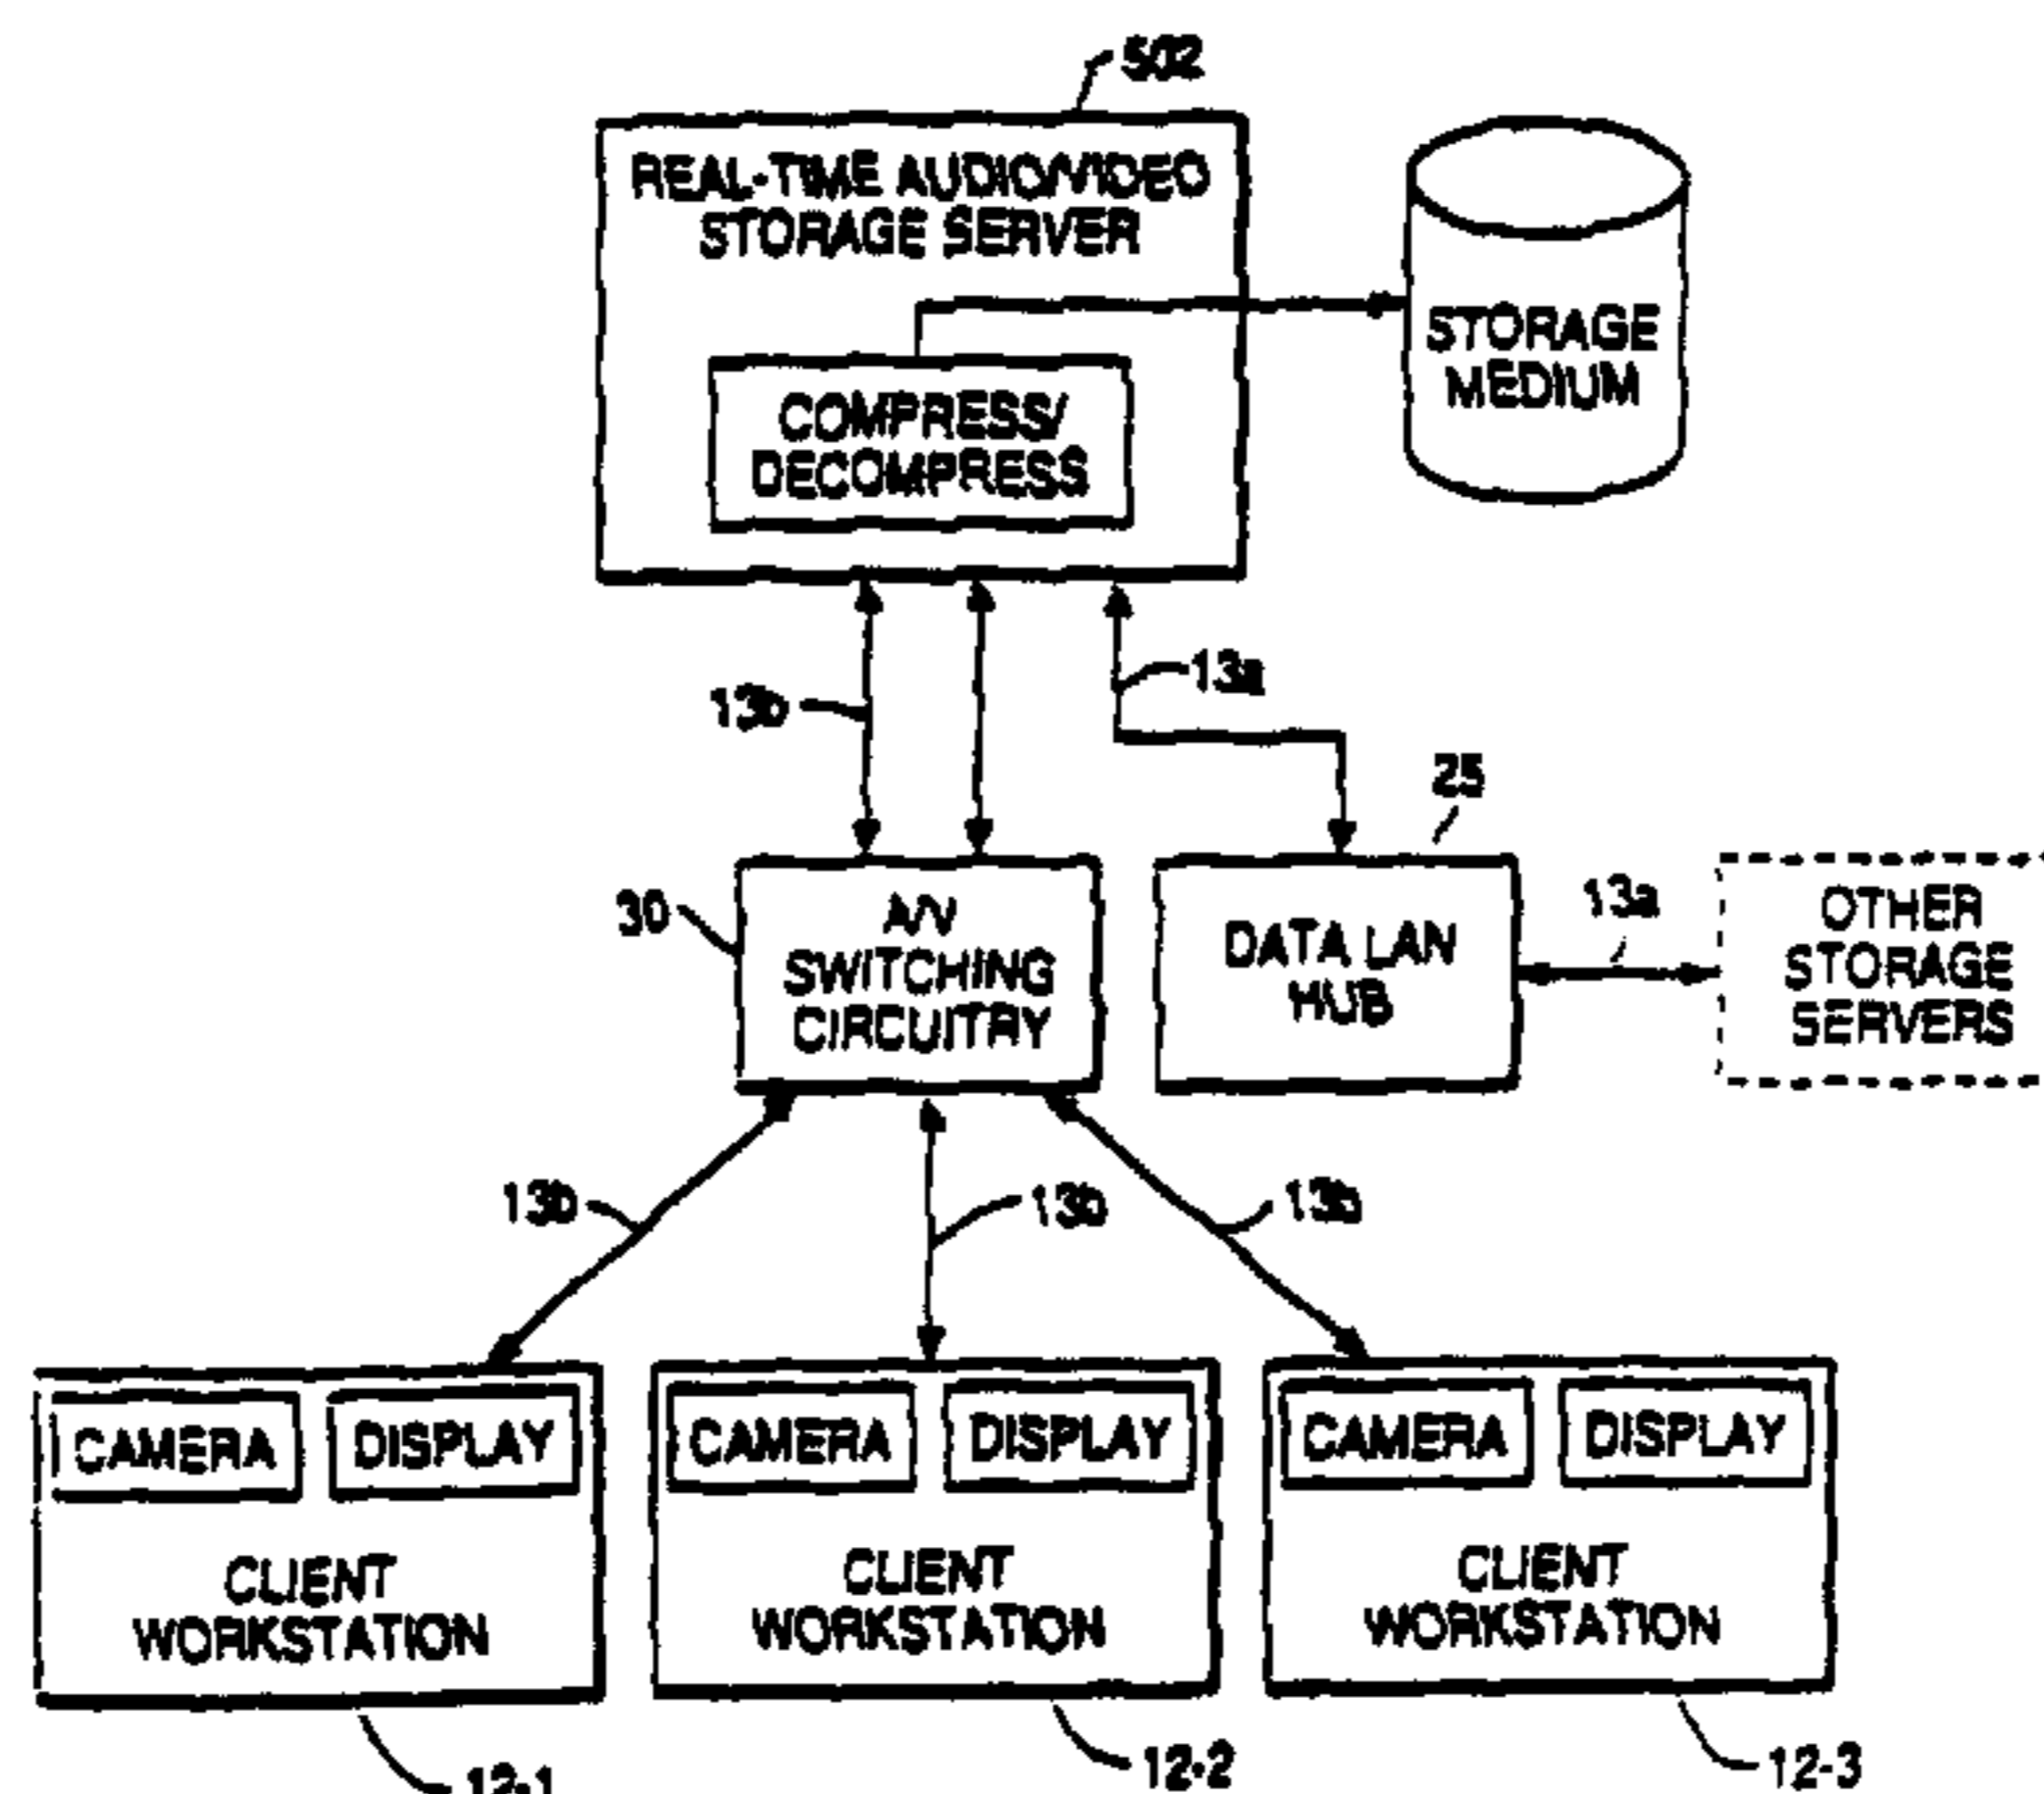 502
REAL-TIME AUDIO/VIDEO
STORAGE SERVER
STORAGE
MEDIUM
COMPRESS/
DECOMPRESS
13b
13a
25
30
A/V
SWITCHING
CIRCUITRY
DATA LAN
HUB
13a
OTHER
STORAGE
SERVERS
13b
13b
13b
CAMERA
DISPLAY
CLIENT
WORKSTATION
CAMERA
DISPLAY
CLIENT
WORKSTATION
CAMERA
DISPLAY
CLIENT
WORKSTATION
12-1
12-2
12-3